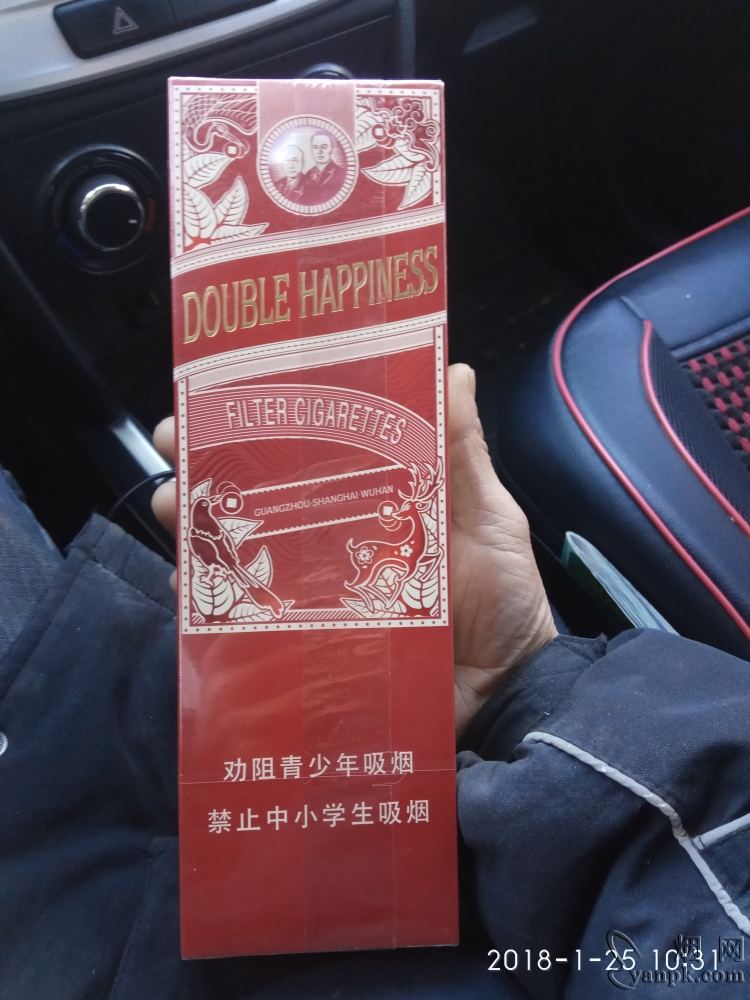 DOUBLE HAPPINESS
FILTER CIGARETTES
GUANGZHOU·SHANGHAI·WUHAN
劝阻青少年吸烟
禁止中小学生吸烟
2018-1-25 10:31
烟网
yanpk.com